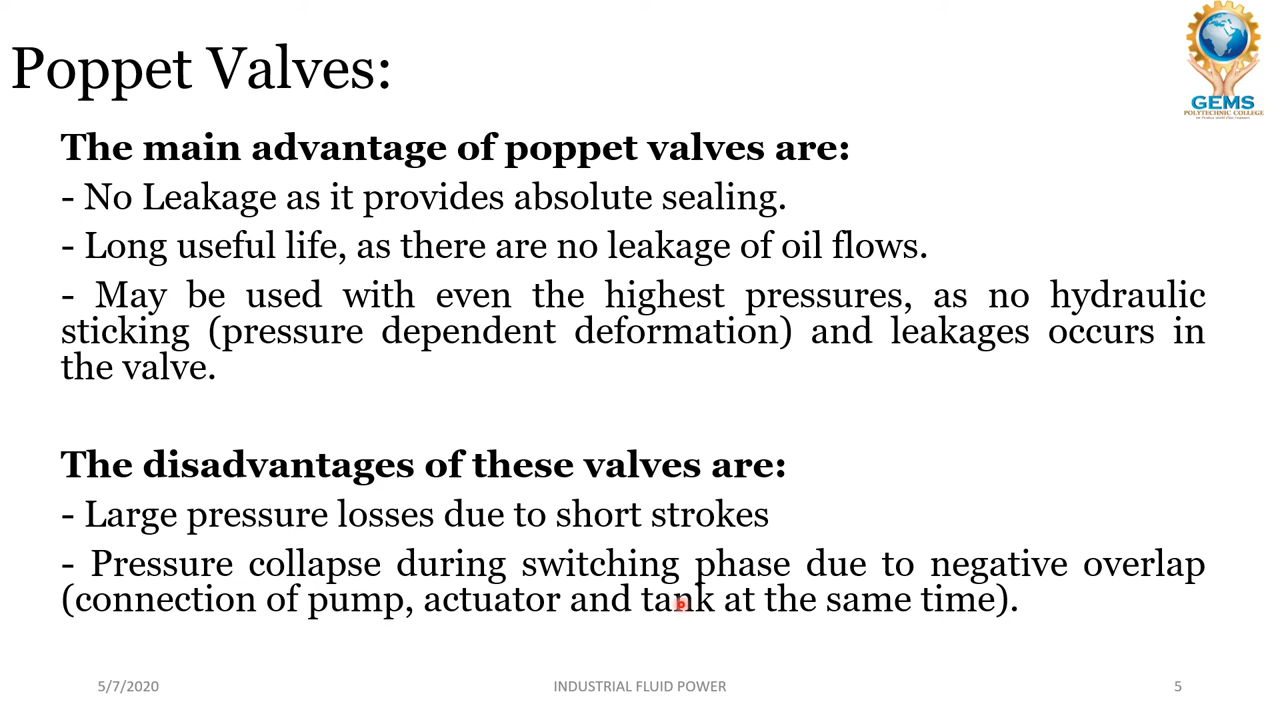 Poppet Valves:
GEMS
POLYTECHNIC COLLEGE
The main advantage of poppet valves are:
- No Leakage as it provides absolute sealing.
- Long useful life, as there are no leakage of oil flows.
- May be used with even the highest pressures, as no hydraulic
sticking (pressure dependent deformation) and leakages occurs in
the valve.
The disadvantages of these valves are:
- Large pressure losses due to short strokes
- Pressure collapse during switching phase due to negative overlap
(connection of pump, actuator and tank at the same time).
5/7/2020
INDUSTRIAL FLUID POWER
5